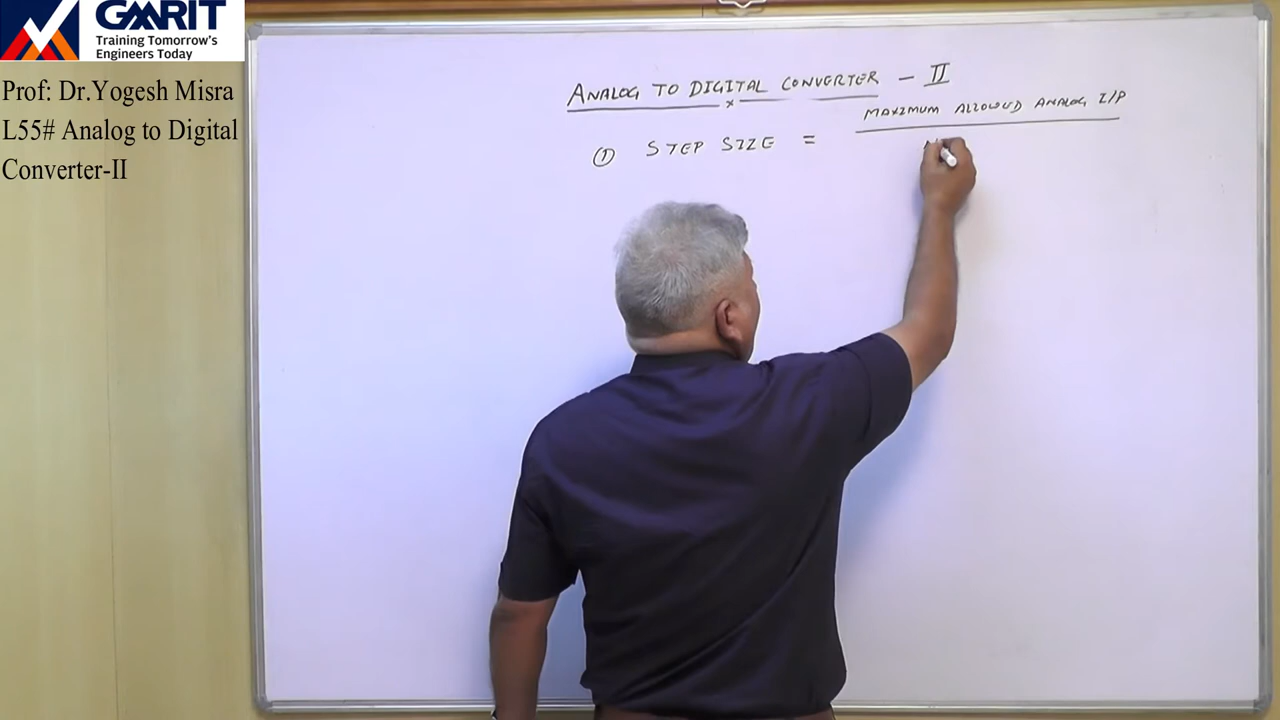 GMRIT
Training Tomorrow's
Engineers Today
Prof: Dr.Yogesh Misra
L55# Analog to Digital
Converter-II
ANALOG TO DIGITAL CONVERTER - II
MAXIMUM ALLOWED ANALOG I/P
① STEP SIZE =